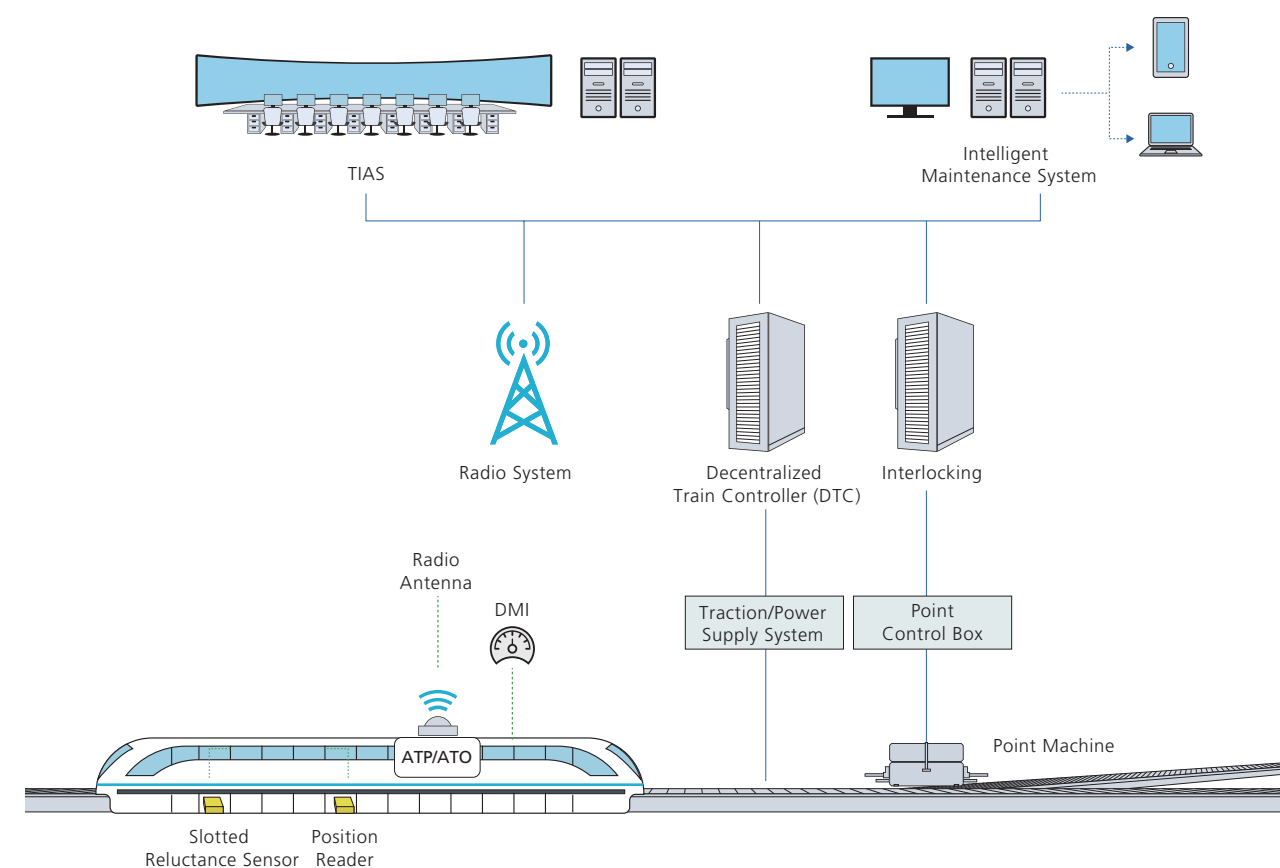 TIAS
Intelligent
Maintenance System
Radio System
Decentralized
Train Controller (DTC)
Interlocking
Radio
Antenna
DMI
Traction/Power
Supply System
Point
Control Box
ATP/ATO
Point Machine
Slotted
Reluctance Sensor
Position
Reader